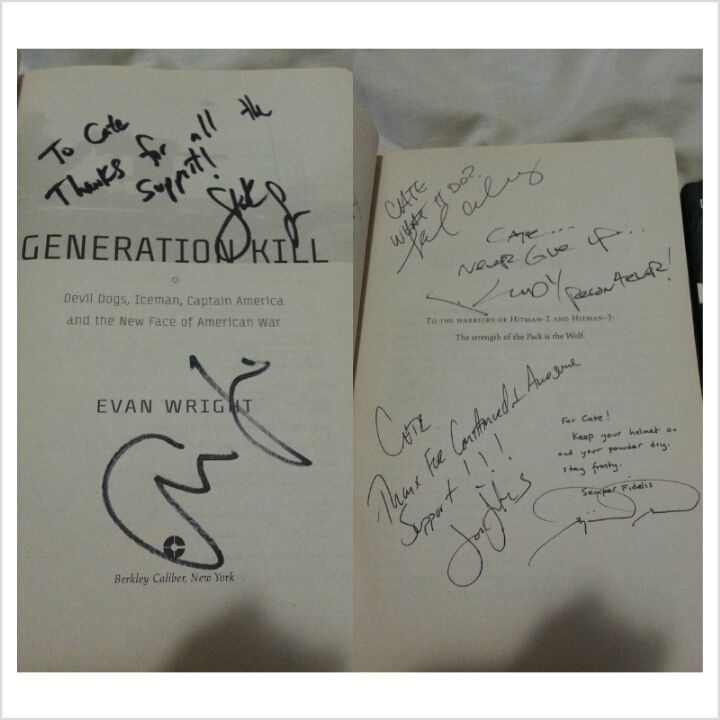 To Cate
Thanks for all the
Support!
GENERATION KILL
Devil Dogs, Iceman, Captain America
and the New Face of American War
EVAN WRIGHT
Berkley Caliber, New York
CATE
WHAT IT DO?
CATE...
NEVER GIVE UP...
RUDY
TO THE WARRIORS OF HITMAN-2 AND HITMAN-3:
The strength of the Pack is the Wolf.
CATE
Thanx For Continued & Awesome
Support!!!
For Cate!
Keep your helmet on
and your powder dry.
Stay frosty.
Semper Fidelis